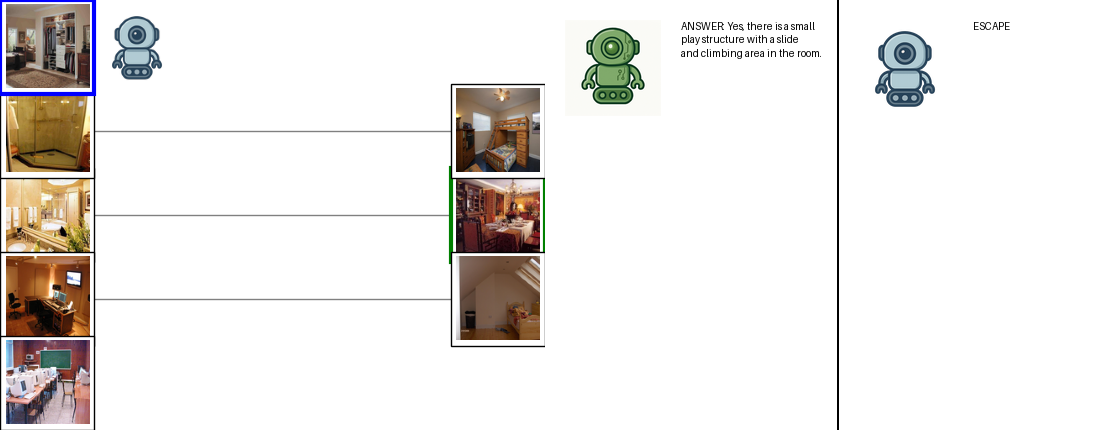 ANSWER: Yes, there is a small
play structure with a slide
and climbing area in the room.
ESCAPE